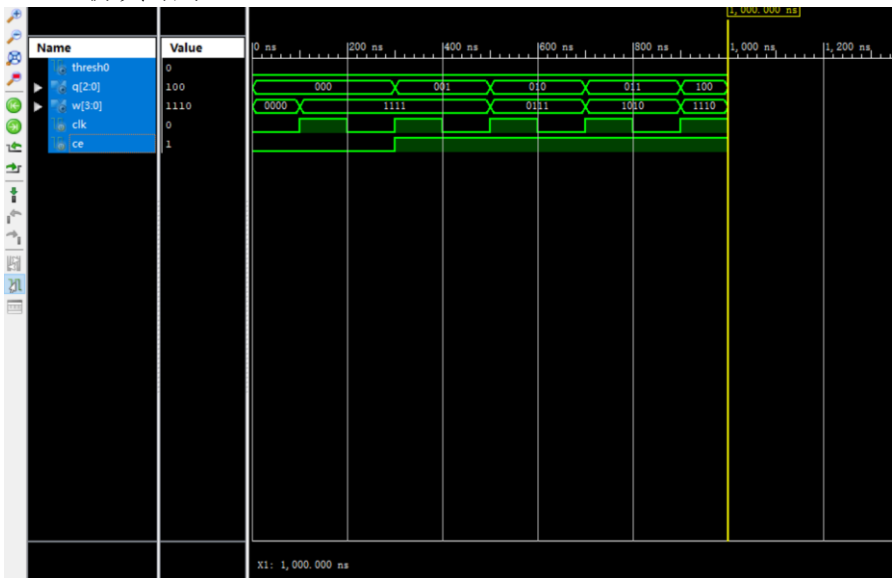 1,000.000 ns
Name Value 0 ns 200 ns 400 ns 600 ns 800 ns 1,000 ns 1,200 ns
thresh0 0
q[2:0] 100 000 001 010 011 100
w[3:0] 1110 0000 1111 0111 1010 1110
clk 0
ce 1
X1: 1,000.000 ns